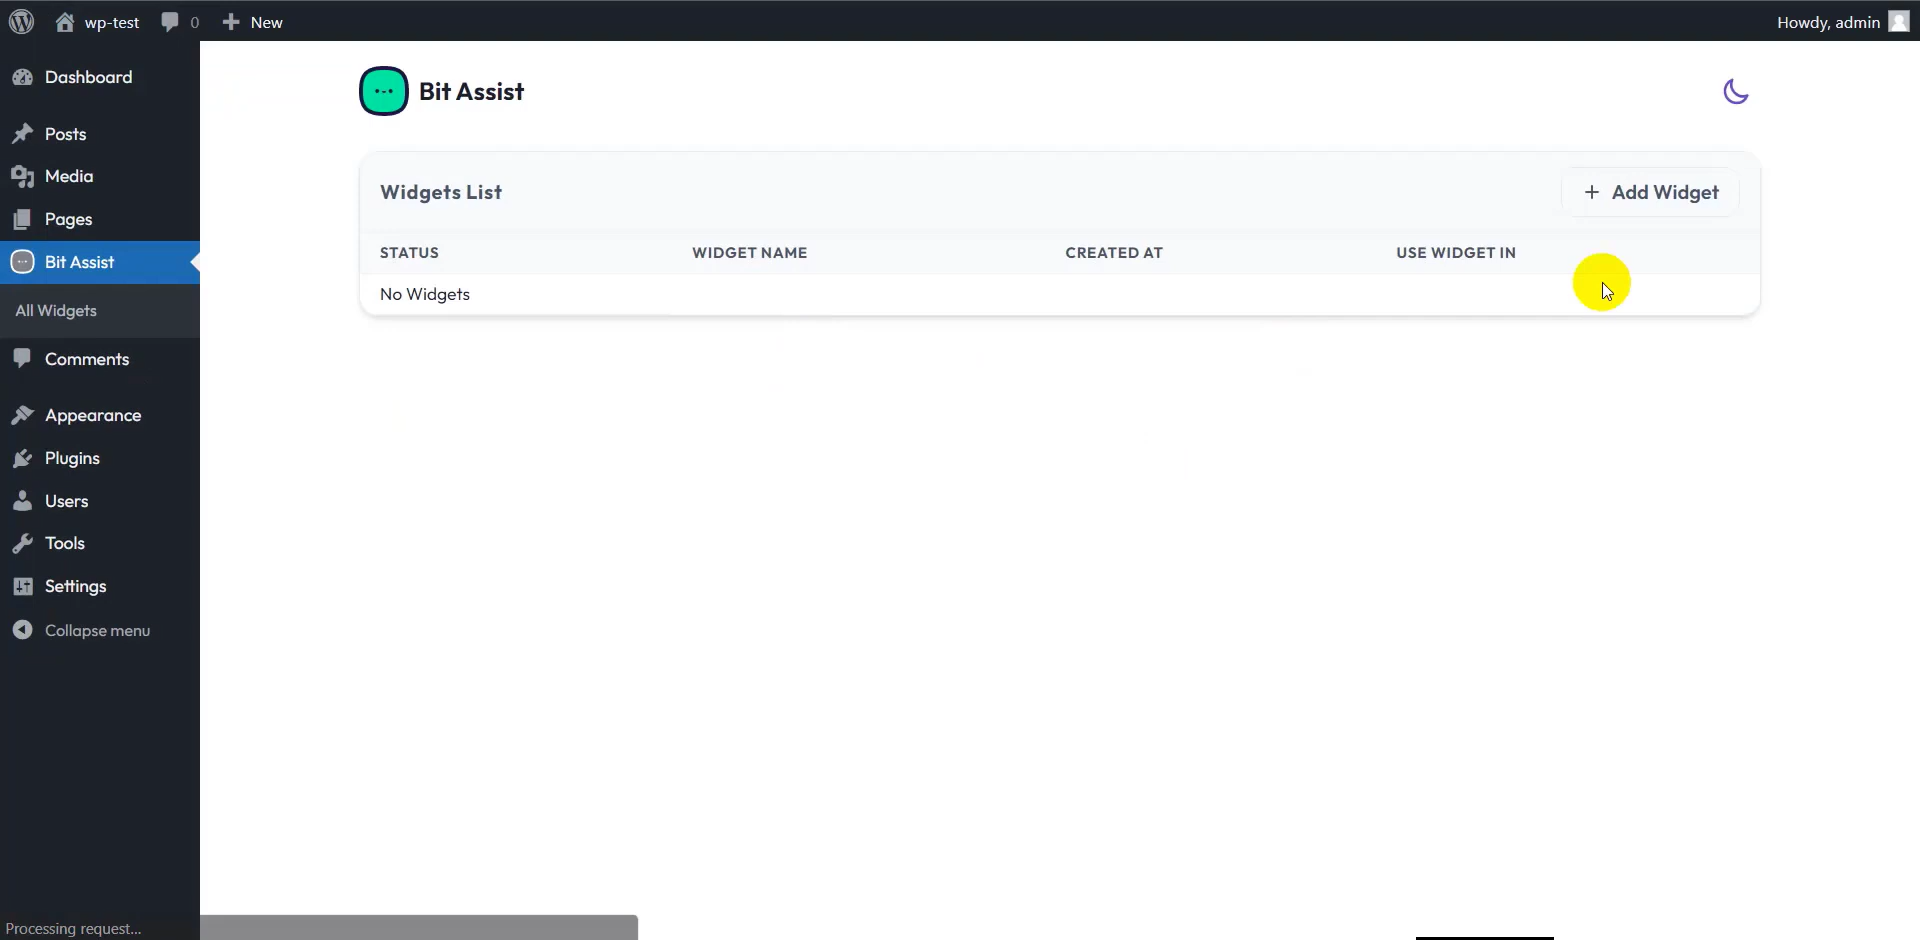 wp-test 0 New Howdy, admin
Dashboard
Posts
Media
Pages
Bit Assist
All Widgets
Comments
Appearance
Plugins
Users
Tools
Settings
Collapse menu
Processing request...
Bit Assist
Widgets List
Add Widget
STATUS WIDGET NAME CREATED AT USE WIDGET IN
No Widgets